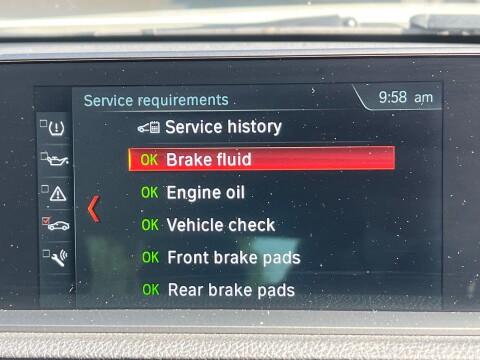 Service requirements
9:58 am
Service history
OK Brake fluid
OK Engine oil
OK Vehicle check
OK Front brake pads
OK Rear brake pads